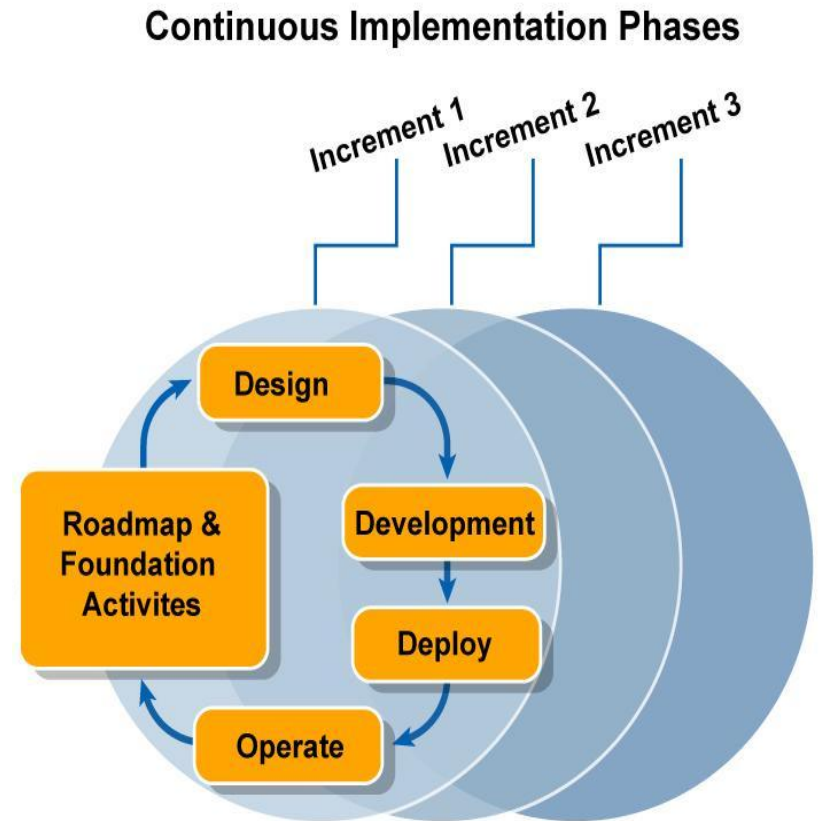 Continuous Implementation Phases
Increment 1
Increment 2
Increment 3
Design
Roadmap &
Foundation
Activites
Development
Deploy
Operate